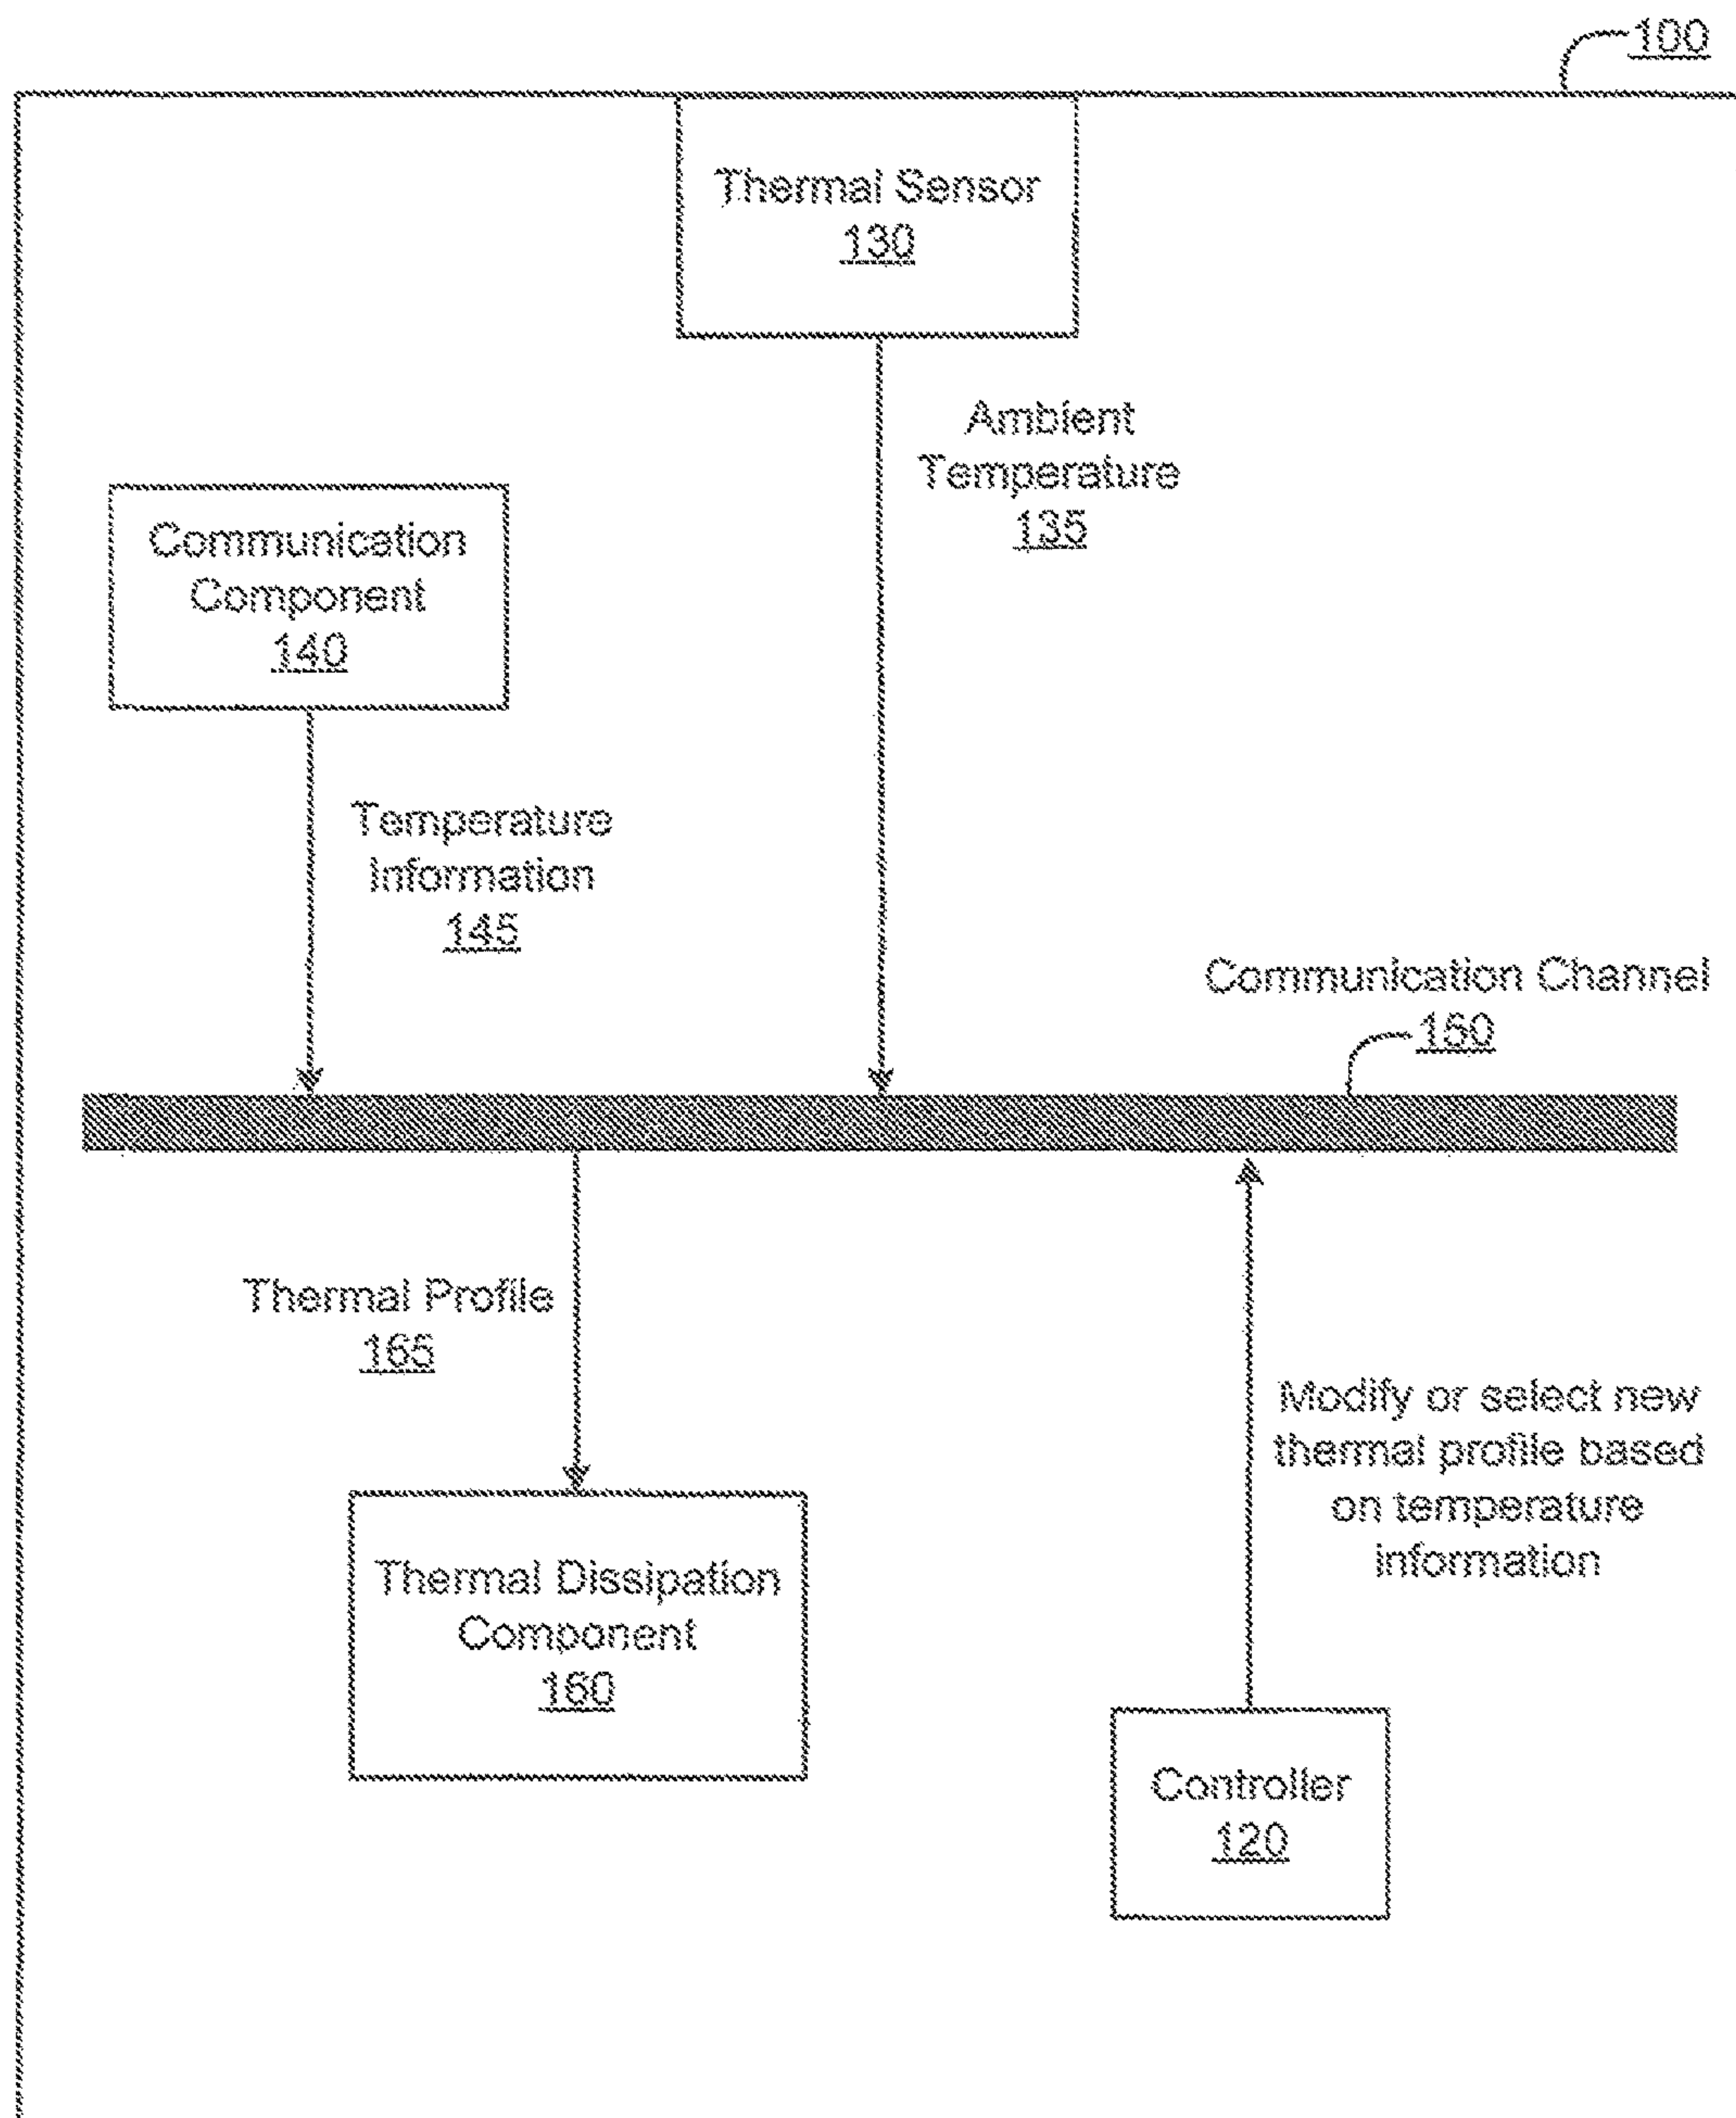 100
Thermal Sensor
130
Ambient
Temperature
135
Communication
Component
140
Temperature
Information
145
Communication Channel
150
Thermal Profile
165
Modify or select new
thermal profile based
on temperature
information
Thermal Dissipation
Component
160
Controller
120